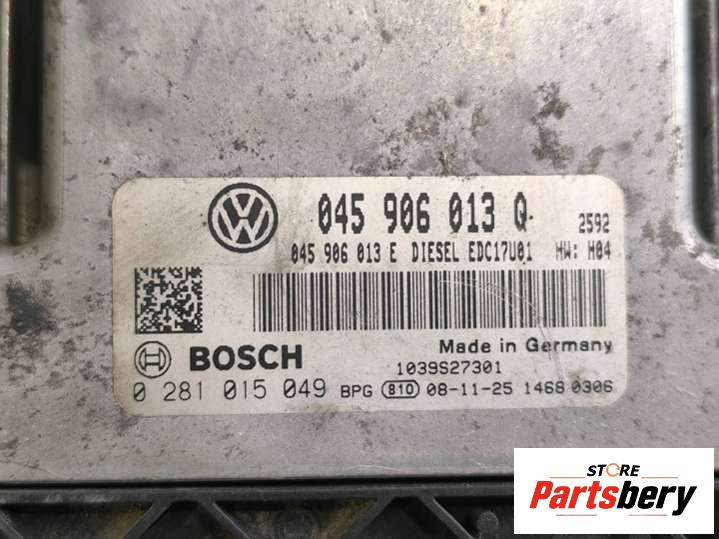 045 906 013 Q 2592
045 906 013 E DIESEL EDC17U01 HW: H04
BOSCH Made in Germany
1039S27301
0 281 015 049 BPG 810 08-11-25 1468 0306
STORE
Partsbery